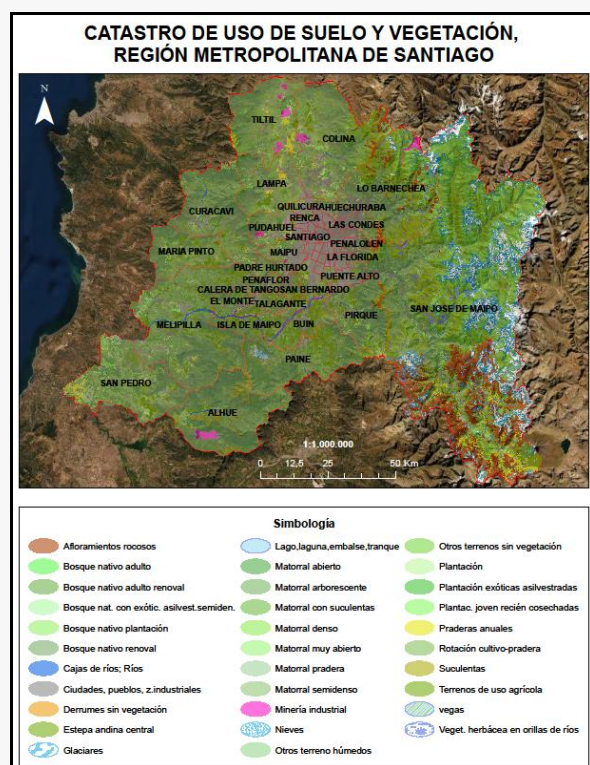 CATASTRO DE USO DE SUELO Y VEGETACIÓN,
REGIÓN METROPOLITANA DE SANTIAGO
N
TILTIL
COLINA
LAMPA
LO BARNECHEA
QUILICURA HUECHURABA
CURACAVI
RENCA
LAS CONDES
PUDAHUEL
SANTIAGO
PENALOLEN
MARIA PINTO
MAIPU
LA FLORIDA
PADRE HURTADO
PUENTE ALTO
PENAFLOR
CALERA DE TANGO SAN BERNARDO
EL MONTE
TALAGANTE
SAN JOSE DE MAIPO
PIRQUE
MELIPILLA
ISLA DE MAIPO
BUIN
PAINE
SAN PEDRO
ALHUE
1:1.000.000
0 12,5 25 50 Km
Simbología
Afloramientos rocosos
Bosque nativo adulto
Bosque nativo adulto renoval
Bosque nat. con exótic. asilvest.semiden.
Bosque nativo plantación
Bosque nativo renoval
Cajas de ríos; Ríos
Ciudades, pueblos, z.industriales
Derrumes sin vegetación
Estepa andina central
Glaciares
Lago,laguna,embalse,tranque
Matorral abierto
Matorral arborescente
Matorral con suculentas
Matorral denso
Matorral muy abierto
Matorral pradera
Matorral semidenso
Minería industrial
Nieves
Otros terreno húmedos
Otros terrenos sin vegetación
Plantación
Plantación exóticas asilvestradas
Plantac. joven recién cosechadas
Praderas anuales
Rotación cultivo-pradera
Suculentas
Terrenos de uso agrícola
vegas
Veget. herbácea en orillas de ríos